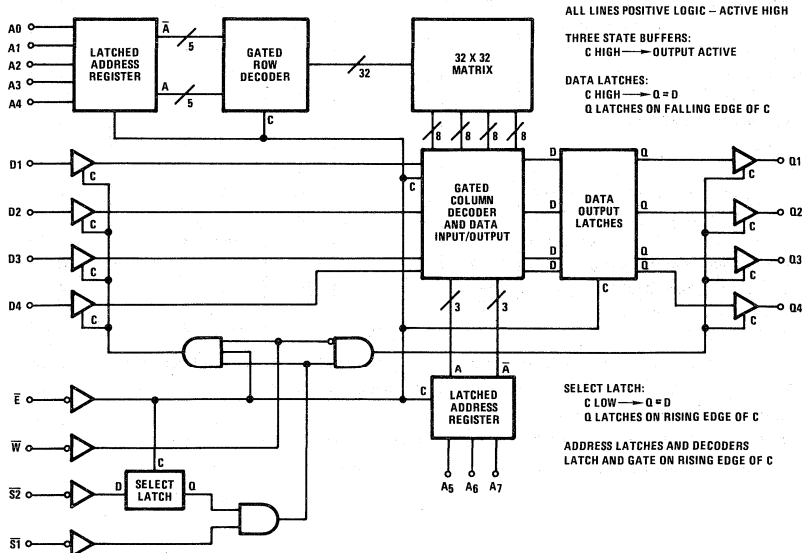 ALL LINES POSITIVE LOGIC – ACTIVE HIGH
THREE STATE BUFFERS:
C HIGH → OUTPUT ACTIVE
DATA LATCHES:
C HIGH → Q = D
Q LATCHES ON FALLING EDGE OF C
A0
A1
A2
A3
A4
LATCHED
ADDRESS
REGISTER
A̅
5
A
5
GATED
ROW
DECODER
C
32
32 X 32
MATRIX
8
8
8
8
D1
C
D2
C
D3
C
D4
C
C
GATED
COLUMN
DECODER
AND DATA
INPUT/OUTPUT
D
D
D
D
DATA
OUTPUT
LATCHES
C
Q
Q
Q
Q
C
Q1
C
Q2
C
Q3
C
Q4
3
3
A
A̅
C
LATCHED
ADDRESS
REGISTER
A5
A6
A7
E̅
W̅
S̅2̅
S̅1̅
C
D
SELECT
LATCH
Q
SELECT LATCH:
C LOW → Q = D
Q LATCHES ON RISING EDGE OF C
ADDRESS LATCHES AND DECODERS
LATCH AND GATE ON RISING EDGE OF C